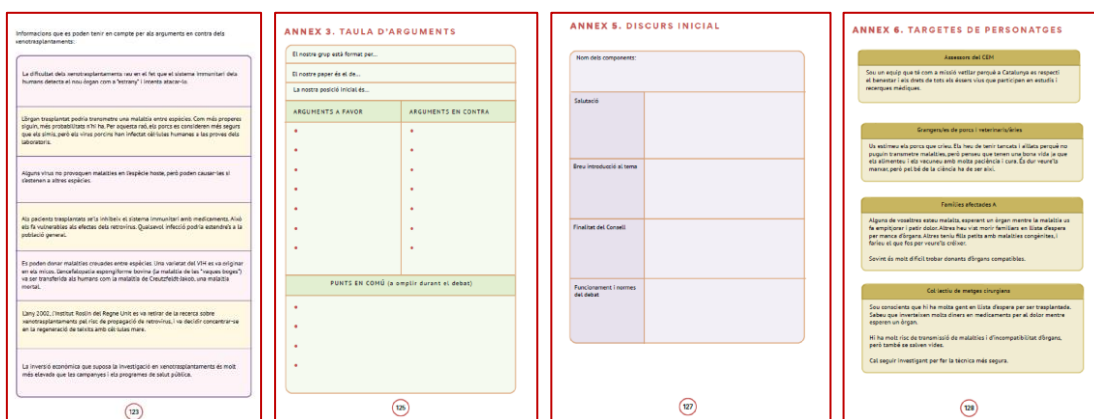 Informacions que es poden tenir en compte per als arguments en contra dels
xenotrasplantaments:
La dificultat dels xenotrasplantaments rau en el fet que el sistema immunitari dels
humans detecta el nou òrgan com a "estrany" i intenta atacar-lo.
L'òrgan trasplantat podria transmetre una malaltia entre espècies. Com més properes
siguin, més probabilitats n'hi ha. Per aquesta raó, els porcs es consideren més segurs
que els simis, però els virus porcins han infectat cèl·lules humanes a les proves dels
laboratoris.
Alguns virus no provoquen malalties en l'espècie hoste, però poden causar-les si
s'estenen a altres espècies.
Als pacients trasplantats se'ls inhibeix el sistema immunitari amb medicaments. Això
els fa vulnerables als efectes dels retrovirus. Qualsevol infecció podria estendre's a la
població general.
Es poden donar malalties creuades entre espècies. Una varietat del VIH es va originar
en els micos. L'encefalopatia espongiforme bovina (la malaltia de les "vaques boges")
va ser transferida als humans com la malaltia de Creutzfeldt-Jakob, una malaltia
mortal.
L'any 2002, l'Institut Roslin del Regne Unit es va retirar de la recerca sobre
xenotrasplantaments pel risc de propagació de retrovirus, i va decidir concentrar-se
en la regeneració de teixits amb cèl·lules mare.
La inversió econòmica que suposa la investigació en xenotrasplantaments és molt
més elevada que les campanyes i els programes de salut pública.
123
ANNEX 3. TAULA D'ARGUMENTS
El nostre grup està format per...
El nostre paper és el de...
La nostra posició inicial és...
ARGUMENTS A FAVOR
ARGUMENTS EN CONTRA
PUNTS EN COMÚ (a omplir durant el debat)
125
ANNEX 5. DISCURS INICIAL
Nom dels components:
Salutació
Breu introducció al tema
Finalitat del Consell
Funcionament i normes
del debat
127
ANNEX 6. TARGETES DE PERSONATGES
Assessors del CEM
Sou un equip que té com a missió vetllar perquè a Catalunya es respecti
el benestar i els drets de tots els éssers vius que participen en estudis i
recerques mèdiques.
Grangers/es de porcs i veterinaris/àries
Us estimeu els porcs que crieu. Els heu de tenir tancats i aïllats perquè no
puguin transmetre malalties, però penseu que tenen una bona vida ja que
els alimenteu i els vacuneu amb molta paciència i cura. És dur veure'ls
marxar, però pel bé de la ciència ha de ser així.
Famílies afectades A
Alguns de vosaltres esteu malalts, esperant un òrgan mentre la malaltia us
fa empitjorar i patir dolor. Altres heu vist morir familiars en llista d'espera
per manca d'òrgans. Altres teniu fills petits amb malalties congènites, i
faríeu el que fos per veure'ls créixer.
Sovint és molt difícil trobar donants d'òrgans compatibles.
Col·lectiu de metges cirurgians
Sou conscients que hi ha molta gent en llista d'espera per ser trasplantada.
Sabeu que inverteixen molts diners en medicaments per al dolor mentre
esperen un òrgan.
Hi ha molt risc de transmissió de malalties i d'incompatibilitat d'òrgans,
però també se salven vides.
Cal seguir investigant per fer la tècnica més segura.
128